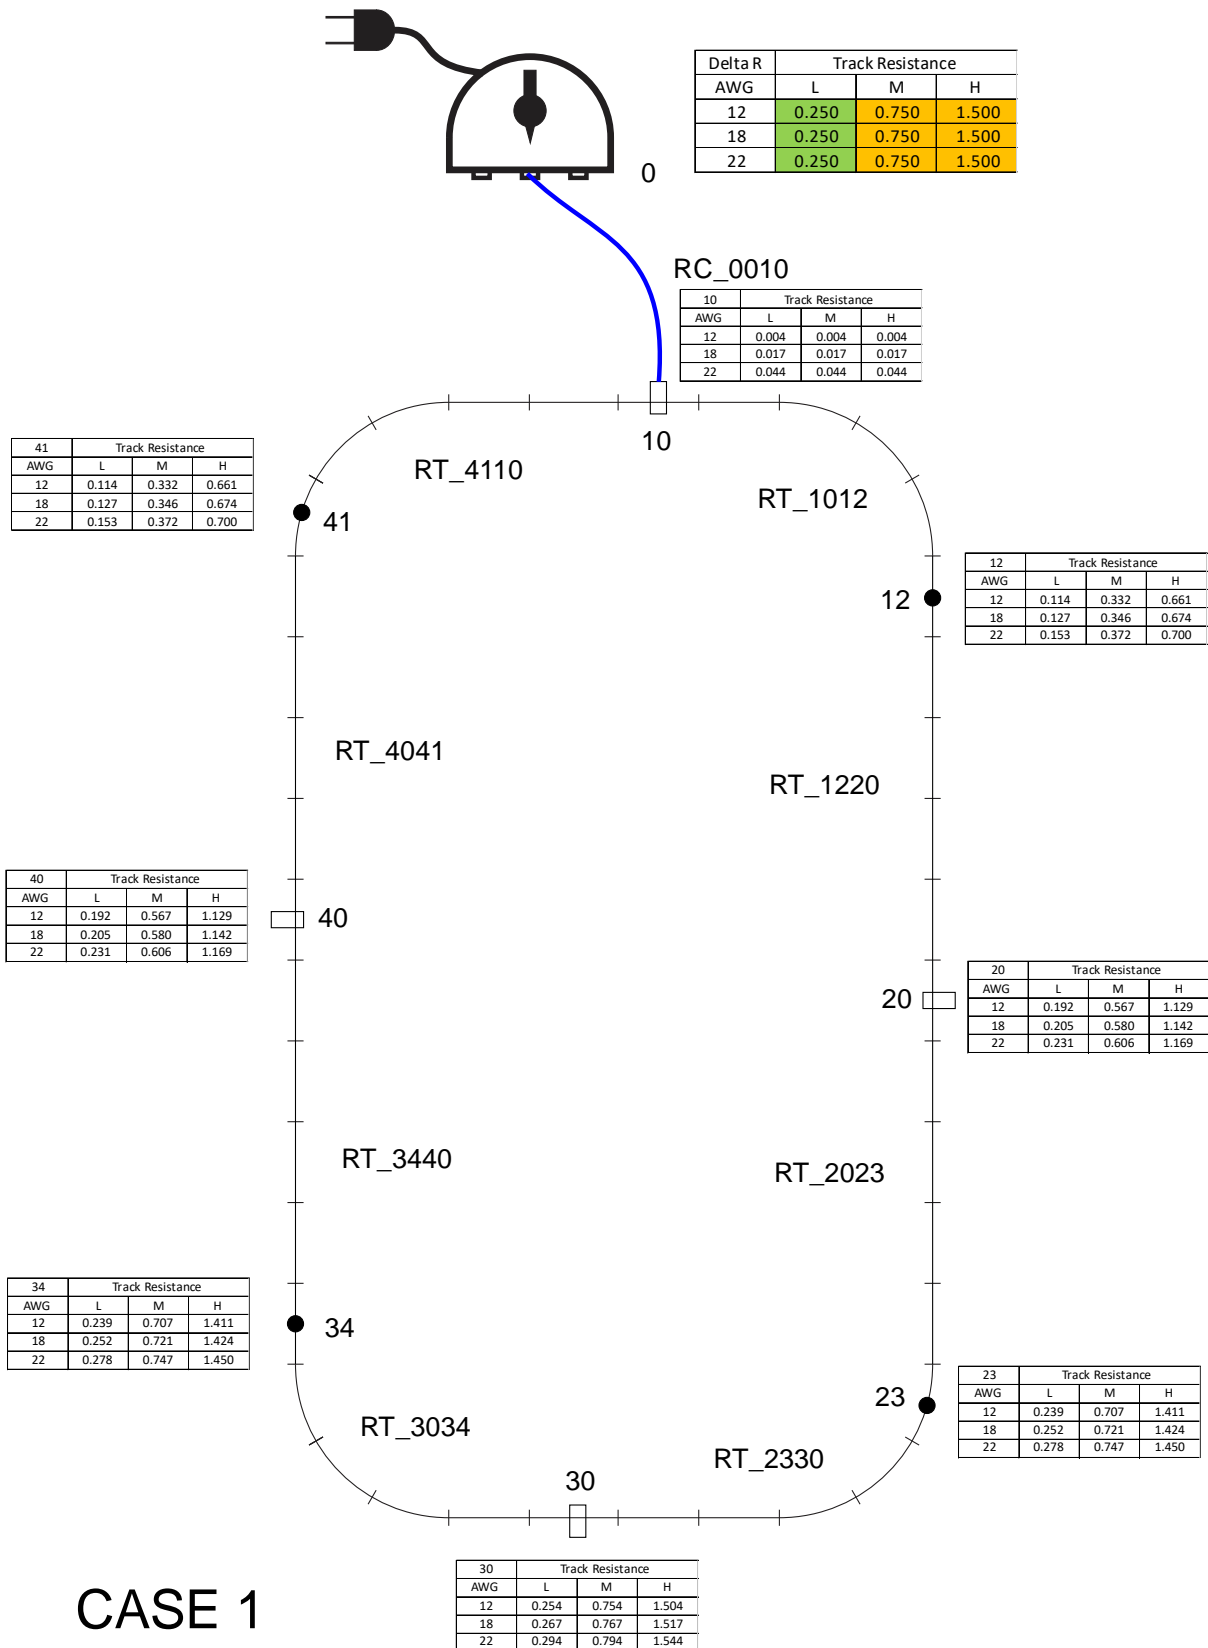 Delta R Track Resistance
AWG L M H
12 0.250 0.750 1.500
18 0.250 0.750 1.500
22 0.250 0.750 1.500
0
RC_0010
10 Track Resistance
AWG L M H
12 0.004 0.004 0.004
18 0.017 0.017 0.017
22 0.044 0.044 0.044
10
RT_4110
RT_1012
41 Track Resistance
AWG L M H
12 0.114 0.332 0.661
18 0.127 0.346 0.674
22 0.153 0.372 0.700
41
12
12 Track Resistance
AWG L M H
12 0.114 0.332 0.661
18 0.127 0.346 0.674
22 0.153 0.372 0.700
RT_4041
RT_1220
40 Track Resistance
AWG L M H
12 0.192 0.567 1.129
18 0.205 0.580 1.142
22 0.231 0.606 1.169
40
20
20 Track Resistance
AWG L M H
12 0.192 0.567 1.129
18 0.205 0.580 1.142
22 0.231 0.606 1.169
RT_3440
RT_2023
34 Track Resistance
AWG L M H
12 0.239 0.707 1.411
18 0.252 0.721 1.424
22 0.278 0.747 1.450
34
23
23 Track Resistance
AWG L M H
12 0.239 0.707 1.411
18 0.252 0.721 1.424
22 0.278 0.747 1.450
RT_3034
RT_2330
30
30 Track Resistance
AWG L M H
12 0.254 0.754 1.504
18 0.267 0.767 1.517
22 0.294 0.794 1.544
CASE 1